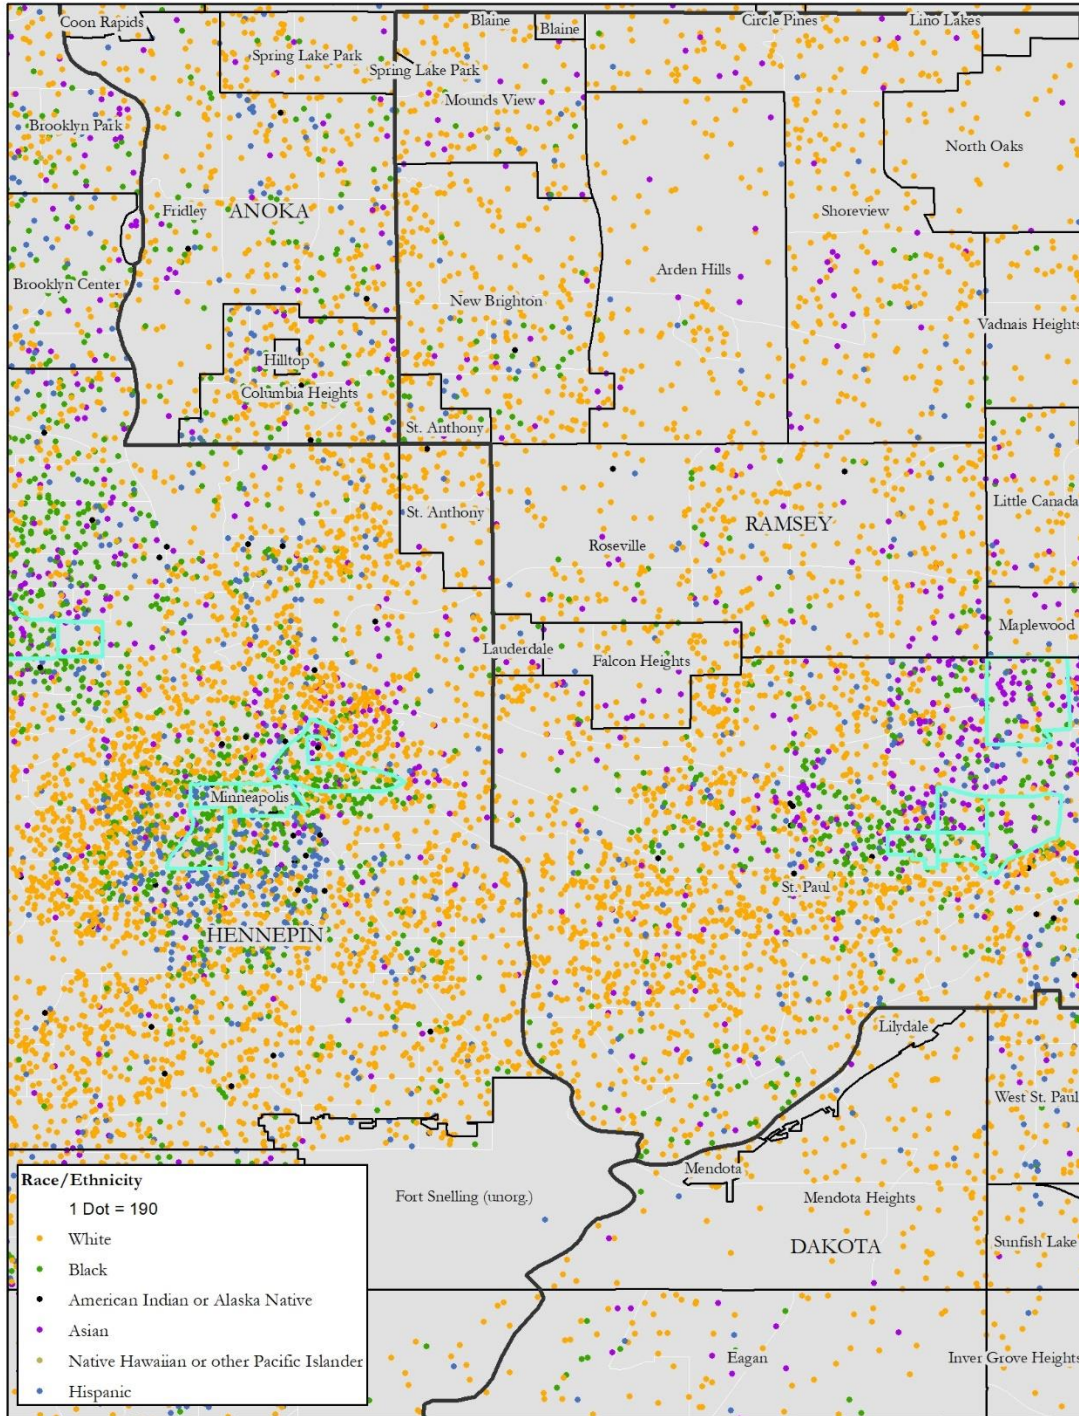 Coon Rapids
Blaine
Blaine
Circle Pines
Lino Lakes
Spring Lake Park
Spring Lake Park
Mounds View
Brooklyn Park
North Oaks
Fridley
ANOKA
Shoreview
Arden Hills
Brooklyn Center
New Brighton
Vadnais Heights
Hilltop
Columbia Heights
St. Anthony
St. Anthony
Little Canada
RAMSEY
Roseville
Maplewood
Lauderdale
Falcon Heights
Minneapolis
St. Paul
HENNEPIN
Lilydale
West St. Paul
Mendota
Fort Snelling (unorg.)
Mendota Heights
DAKOTA
Sunfish Lake
Eagan
Inver Grove Heights
Race/Ethnicity
1 Dot = 190
White
Black
American Indian or Alaska Native
Asian
Native Hawaiian or other Pacific Islander
Hispanic